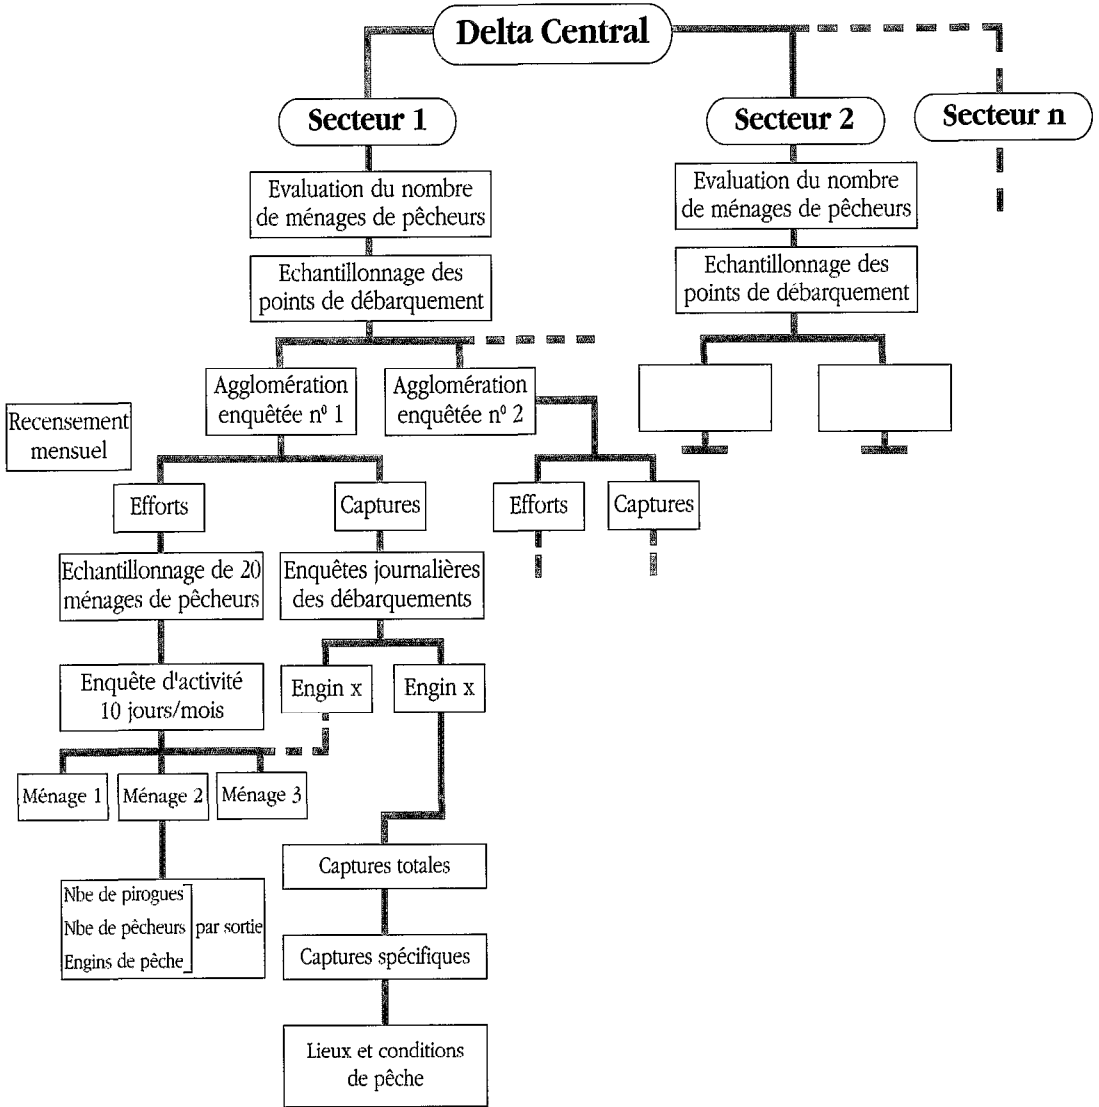 Delta Central
Secteur 1
Secteur 2
Secteur n
Evaluation du nombre
de ménages de pêcheurs
Evaluation du nombre
de ménages de pêcheurs
Echantillonnage des
points de débarquement
Echantillonnage des
points de débarquement
Agglomération
enquêtée nº 1
Agglomération
enquêtée nº 2
Recensement
mensuel
Efforts
Captures
Efforts
Captures
Echantillonnage de 20
ménages de pêcheurs
Enquêtes journalières
des débarquements
Enquête d'activité
10 jours/mois
Engin x
Engin x
Ménage 1
Ménage 2
Ménage 3
Nbe de pirogues
Nbe de pêcheurs
Engins de pêche
par sortie
Captures totales
Captures spécifiques
Lieux et conditions
de pêche